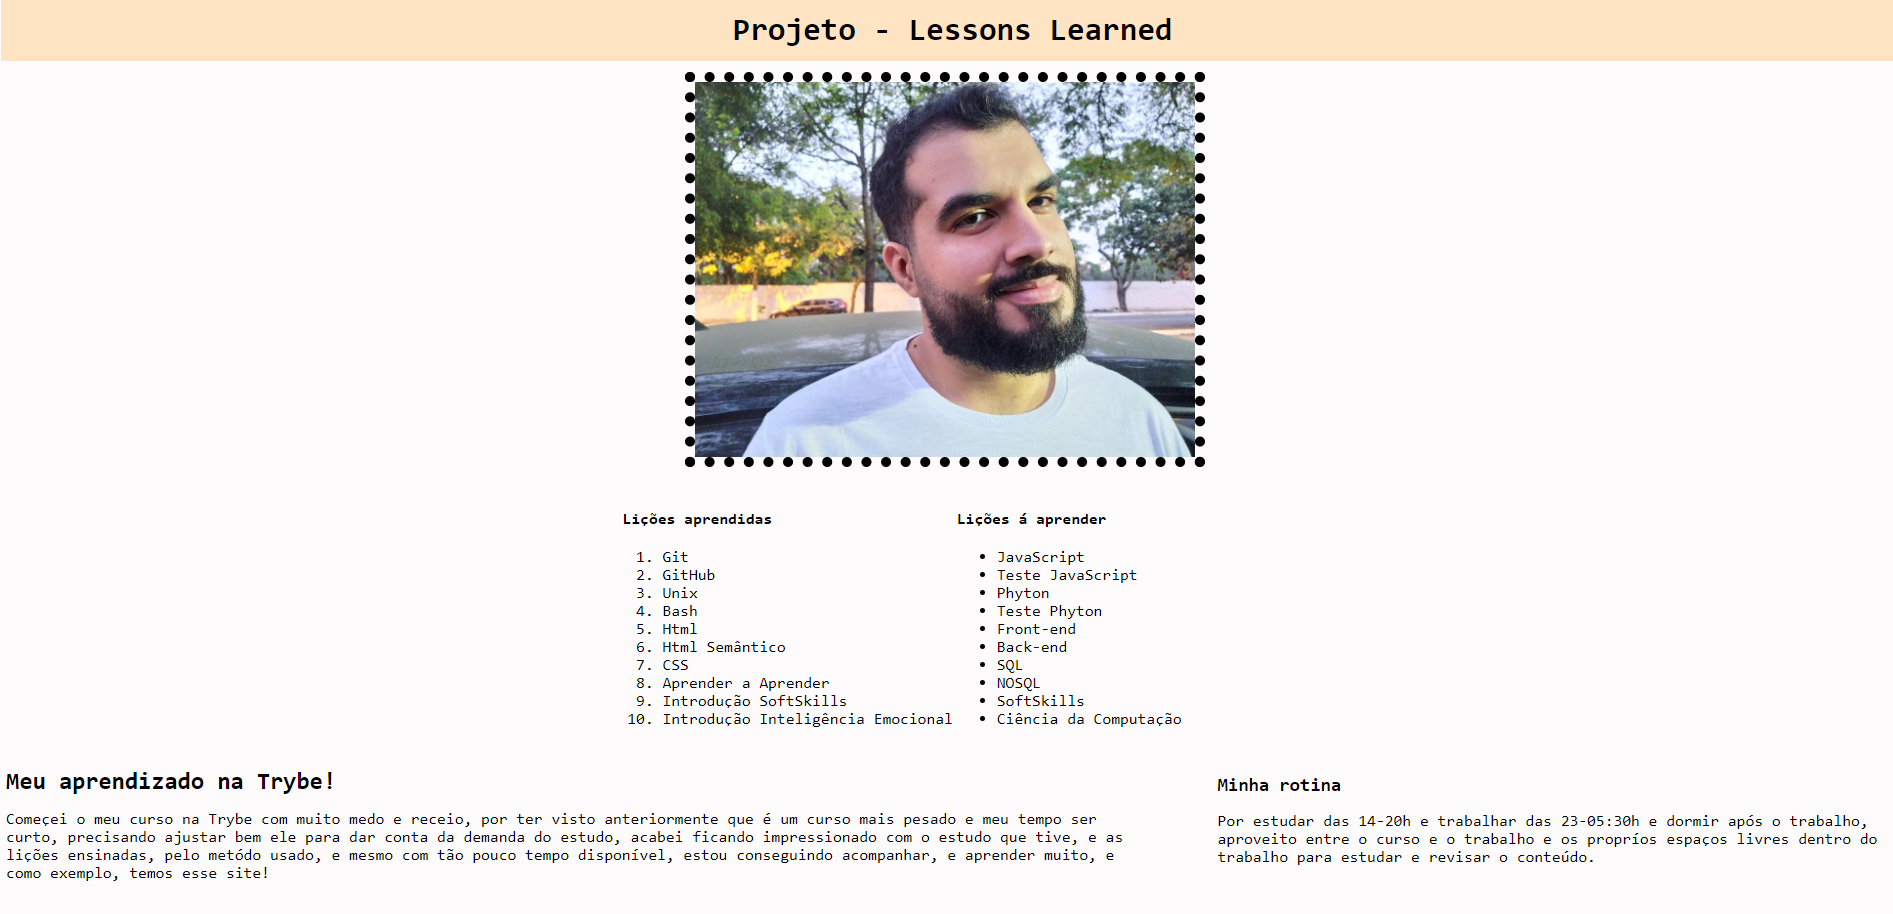 Projeto - Lessons Learned
Lições aprendidas
1. Git
2. GitHub
3. Unix
4. Bash
5. Html
6. Html Semântico
7. CSS
8. Aprender a Aprender
9. Introdução SoftSkills
10. Introdução Inteligência Emocional
Lições á aprender
• JavaScript
• Teste JavaScript
• Phyton
• Teste Phyton
• Front-end
• Back-end
• SQL
• NOSQL
• SoftSkills
• Ciência da Computação
Meu aprendizado na Trybe!
Começei o meu curso na Trybe com muito medo e receio, por ter visto anteriormente que é um curso mais pesado e meu tempo ser
curto, precisando ajustar bem ele para dar conta da demanda do estudo, acabei ficando impressionado com o estudo que tive, e as
lições ensinadas, pelo metódo usado, e mesmo com tão pouco tempo disponível, estou conseguindo acompanhar, e aprender muito, e
como exemplo, temos esse site!
Minha rotina
Por estudar das 14-20h e trabalhar das 23-05:30h e dormir após o trabalho,
aproveito entre o curso e o trabalho e os propríos espaços livres dentro do
trabalho para estudar e revisar o conteúdo.